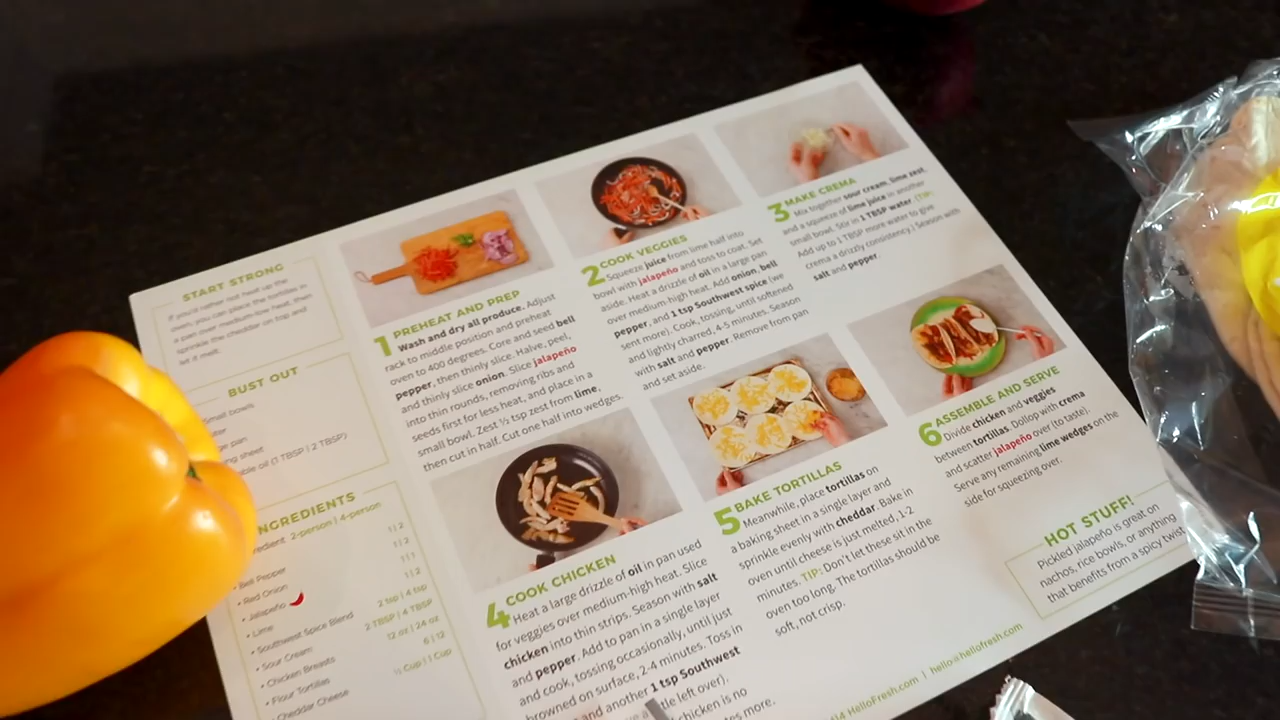 START STRONG
If you'd rather not heat up the
oven, you can place the tortillas in
a pan over medium-low heat, then
sprinkle the cheddar on top and
let it melt.
BUST OUT
small bowls
pan
sheet
oil (1 TBSP | 2 TBSP)
INGREDIENTS
2-person | 4-person
1 | 2
• Bell Pepper 1 | 2
• Red Onion 1 | 1
• Jalapeño 1 | 2
• Lime
• Southwest Spice Blend 2 tsp | 4 tsp
• Sour Cream 2 TBSP | 4 TBSP
• Chicken Breasts 12 oz | 24 oz
• Flour Tortillas 6 | 12
• Cheddar Cheese ½ Cup | 1 Cup
1 PREHEAT AND PREP
Wash and dry all produce. Adjust
rack to middle position and preheat
oven to 400 degrees. Core and seed bell
pepper, then thinly slice. Halve, peel,
and thinly slice onion. Slice jalapeño
into thin rounds, removing ribs and
seeds first for less heat, and place in a
small bowl. Zest ½ tsp zest from lime,
then cut in half. Cut one half into wedges.
2 COOK VEGGIES
Squeeze juice from lime half into
bowl with jalapeño and toss to coat. Set
aside. Heat a drizzle of oil in a large pan
over medium-high heat. Add onion, bell
pepper, and 1 tsp Southwest spice (we
sent more). Cook, tossing, until softened
and lightly charred, 4-5 minutes. Season
with salt and pepper. Remove from pan
and set aside.
3 MAKE CREMA
Mix together sour cream, lime zest,
and a squeeze of lime juice in another
small bowl. Stir in 1 TBSP water. (TIP:
Add up to 1 TBSP more water to give
crema a drizzly consistency.) Season with
salt and pepper.
4 COOK CHICKEN
Heat a large drizzle of oil in pan used
for veggies over medium-high heat. Slice
chicken into thin strips. Season with salt
and pepper. Add to pan in a single layer
and cook, tossing occasionally, until just
browned on surface, 2-4 minutes. Toss in
and another 1 tsp Southwest
left over).
chicken is no
more.
5 BAKE TORTILLAS
Meanwhile, place tortillas on
a baking sheet in a single layer and
sprinkle evenly with cheddar. Bake in
oven until cheese is just melted, 1-2
minutes. TIP: Don't let these sit in the
oven too long. The tortillas should be
soft, not crisp.
6 ASSEMBLE AND SERVE
Divide chicken and veggies
between tortillas. Dollop with crema
and scatter jalapeño over (to taste).
Serve any remaining lime wedges on the
side for squeezing over.
HOT STUFF!
Pickled jalapeño is great on
nachos, rice bowls, or anything
that benefits from a spicy twist.
HelloFresh.com | hello@hellofresh.com